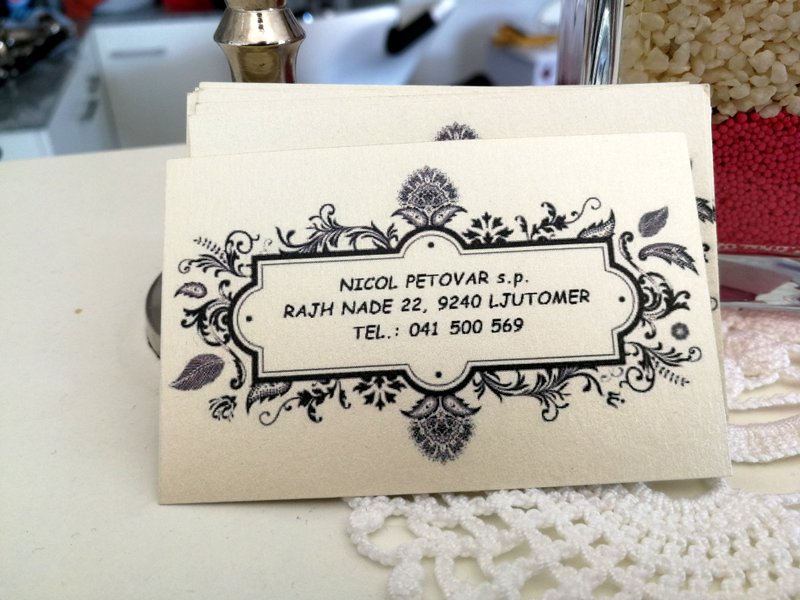 NICOL PETOVAR s.p.
RAJH NADE 22, 9240 LJUTOMER
TEL.: 041 500 569